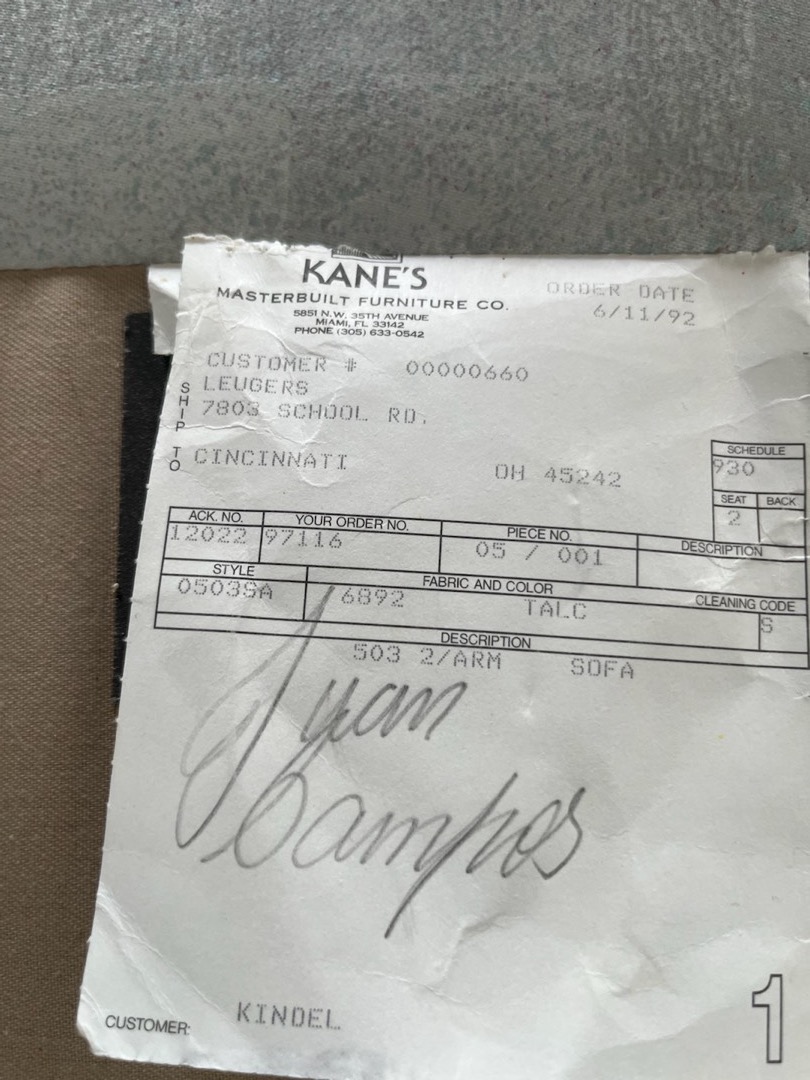 KANE'S
MASTERBUILT FURNITURE CO.
5851 N.W. 35TH AVENUE
MIAMI, FL 33142
PHONE (305) 633-0542
ORDER DATE
6/11/92
CUSTOMER # 00000660
SHIP TO
LEUGERS
7803 SCHOOL RD.
CINCINNATI OH 45242
SCHEDULE
930
SEAT BACK
2
ACK. NO. YOUR ORDER NO. PIECE NO. DESCRIPTION
12022 97116 05 / 001
STYLE FABRIC AND COLOR CLEANING CODE
0503SA 6892 TALC S
DESCRIPTION
503 2/ARM SOFA
Juan
Campos
CUSTOMER: KINDEL
1